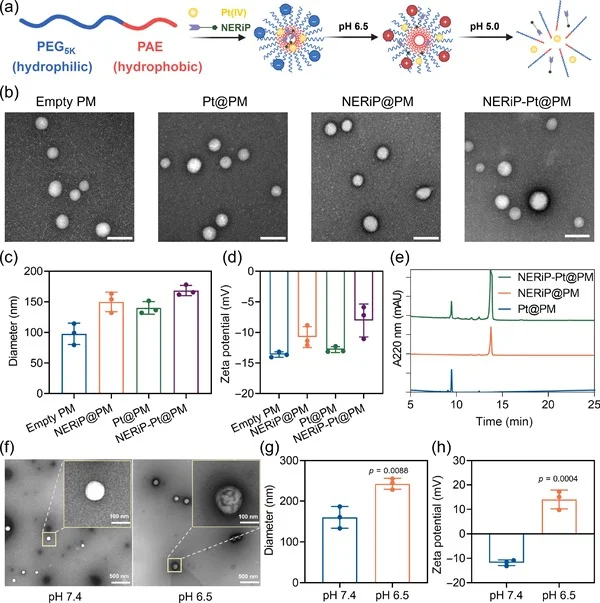 (a)
PEG5K
(hydrophilic)
PAE
(hydrophobic)
Pt(IV)
NERiP
pH 6.5
pH 5.0
(b)
Empty PM
Pt@PM
NERiP@PM
NERiP-Pt@PM
(c)
Diameter (nm)
200
150
100
50
0
Empty PM
NERiP@PM
Pt@PM
NERiP-Pt@PM
(d)
Zeta potential (mV)
0
−5
−10
−15
−20
Empty PM
NERiP@PM
Pt@PM
NERiP-Pt@PM
(e)
A220 nm (mAU)
NERiP-Pt@PM
NERiP@PM
Pt@PM
5
10
15
20
25
Time (min)
(f)
100 nm
500 nm
pH 7.4
100 nm
500 nm
pH 6.5
(g)
Diameter (nm)
300
200
100
0
p = 0.0088
pH 7.4
pH 6.5
(h)
Zeta potential (mV)
30
20
10
0
−10
−20
p = 0.0004
pH 7.4
pH 6.5